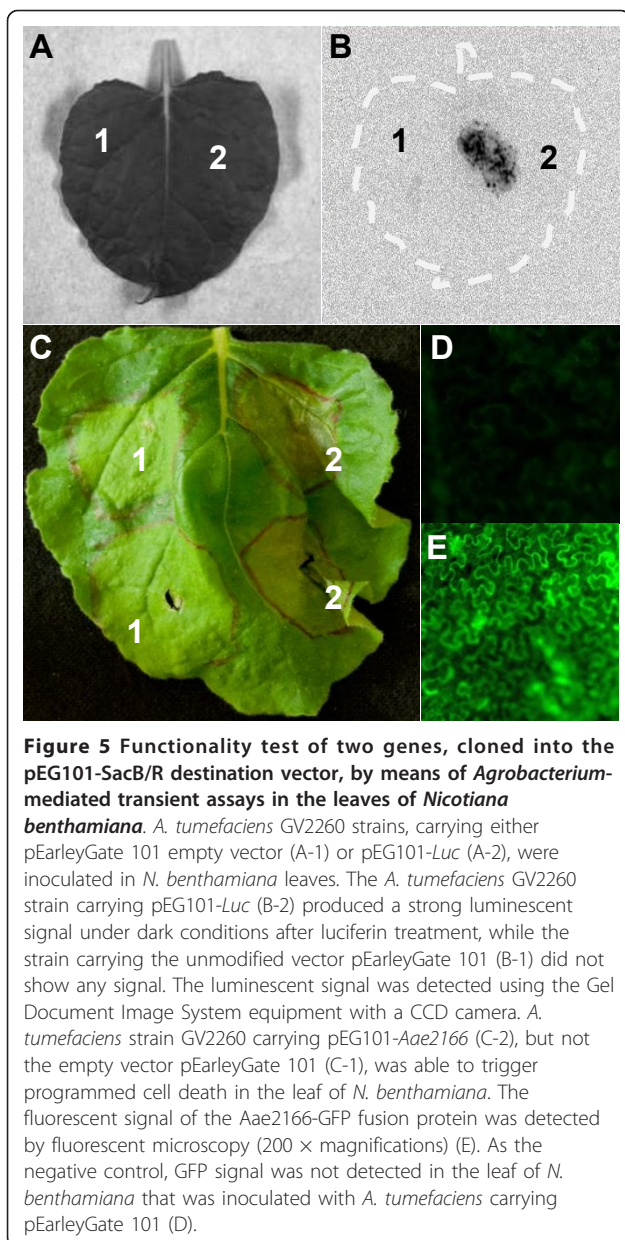 A
B
1
2
1
2
C
D
1
2
E
2
1
Figure 5 Functionality test of two genes, cloned into the
pEG101-SacB/R destination vector, by means of Agrobacterium-
mediated transient assays in the leaves of Nicotiana
benthamiana. A. tumefaciens GV2260 strains, carrying either
pEarleyGate 101 empty vector (A-1) or pEG101-Luc (A-2), were
inoculated in N. benthamiana leaves. The A. tumefaciens GV2260
strain carrying pEG101-Luc (B-2) produced a strong luminescent
signal under dark conditions after luciferin treatment, while the
strain carrying the unmodified vector pEarleyGate 101 (B-1) did not
show any signal. The luminescent signal was detected using the Gel
Document Image System equipment with a CCD camera. A.
tumefaciens strain GV2260 carrying pEG101-Aae2166 (C-2), but not
the empty vector pEarleyGate 101 (C-1), was able to trigger
programmed cell death in the leaf of N. benthamiana. The
fluorescent signal of the Aae2166-GFP fusion protein was detected
by fluorescent microscopy (200 × magnifications) (E). As the
negative control, GFP signal was not detected in the leaf of N.
benthamiana that was inoculated with A. tumefaciens carrying
pEarleyGate 101 (D).